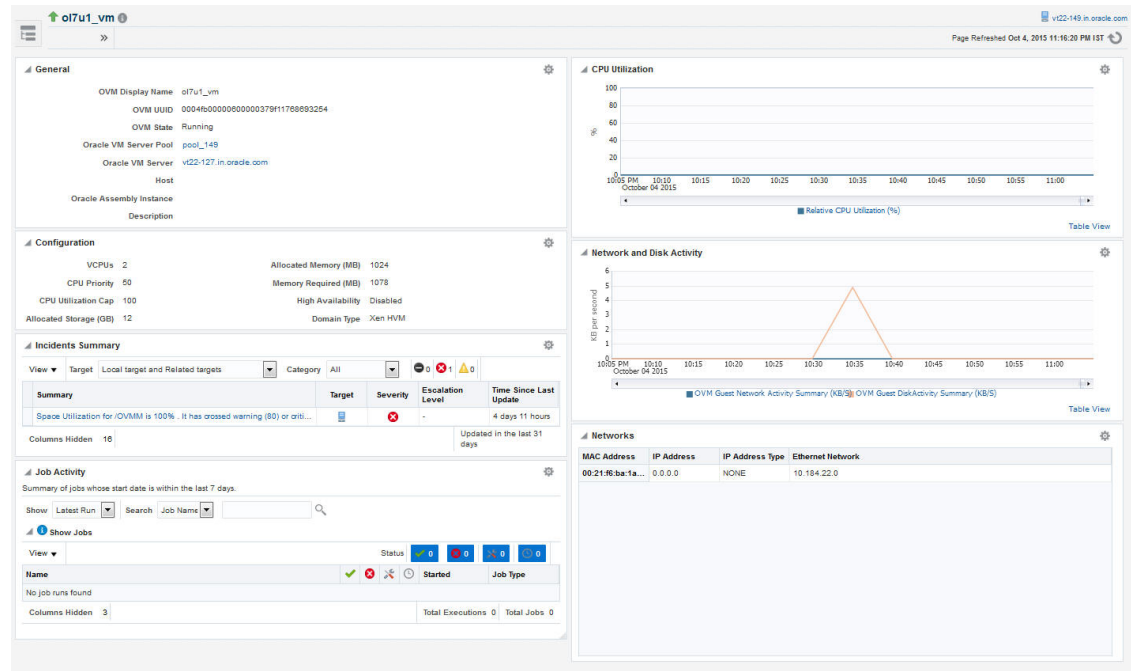 ol7u1_vm
vt22-149.in.oracle.com
»
Page Refreshed Oct 4, 2015 11:16:20 PM IST
General
OVM Display Name ol7u1_vm
OVM UUID 0004fb00000600000379f11768693254
OVM State Running
Oracle VM Server Pool pool_149
Oracle VM Server vt22-127.in.oracle.com
Host
Oracle Assembly Instance
Description
Configuration
VCPUs 2 Allocated Memory (MB) 1024
CPU Priority 50 Memory Required (MB) 1078
CPU Utilization Cap 100 High Availability Disabled
Allocated Storage (GB) 12 Domain Type Xen HVM
Incidents Summary
View Target Local target and Related targets Category All 0 1 0
Summary Target Severity Escalation Level Time Since Last Update
Space Utilization for /OVMM is 100% . It has crossed warning (80) or criti... - 4 days 11 hours
Columns Hidden 16 Updated in the last 31 days
Job Activity
Summary of jobs whose start date is within the last 7 days.
Show Latest Run Search Job Name
Show Jobs
View Status 0 0 0 0
Name Started Job Type
No job runs found
Columns Hidden 3 Total Executions 0 Total Jobs 0
CPU Utilization
100
80
60
%
40
20
0
10:05 PM 10:10 10:15 10:20 10:25 10:30 10:35 10:40 10:45 10:50 10:55 11:00
October 04 2015
Relative CPU Utilization (%)
Table View
Network and Disk Activity
6
5
4
KB per second
3
2
1
0
10:05 PM 10:10 10:15 10:20 10:25 10:30 10:35 10:40 10:45 10:50 10:55 11:00
October 04 2015
OVM Guest Network Activity Summary (KB/S) OVM Guest DiskActivity Summary (KB/S)
Table View
Networks
MAC Address IP Address IP Address Type Ethernet Network
00:21:f6:ba:1a... 0.0.0.0 NONE 10.184.22.0